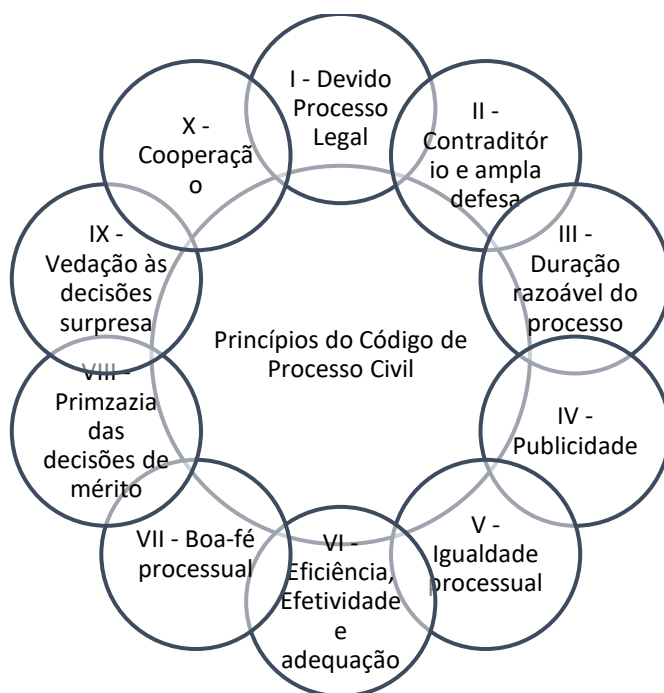 I - Devido
Processo
Legal
II -
Contraditór
io e ampla
defesa
III -
Duração
razoável do
processo
IV -
Publicidade
V -
Igualdade
processual
VI -
Eficiência,
Efetividade
e
adequação
VII - Boa-fé
processual
VIII -
Primzazia
das
decisões de
mérito
IX -
Vedação às
decisões
surpresa
X -
Cooperaçã
o
Princípios do Código de
Processo Civil